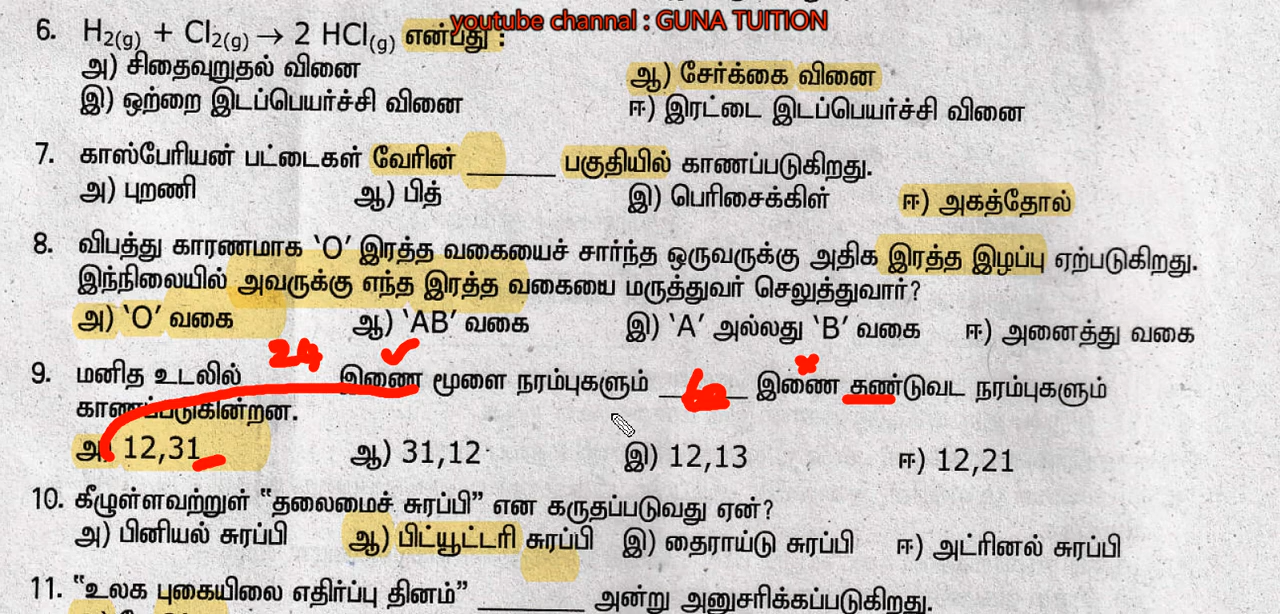 youtube channal : GUNA TUITION
6. H2(g) + Cl2(g) → 2 HCl(g) என்பது :
அ) சிதைவுறுதல் வினை ஆ) சேர்க்கை வினை
இ) ஒற்றை இடப்பெயர்ச்சி வினை ஈ) இரட்டை இடப்பெயர்ச்சி வினை
7. காஸ்பேரியன் பட்டைகள் வேரின் ______ பகுதியில் காணப்படுகிறது.
அ) புறணி ஆ) பித் இ) பெரிசைக்கிள் ஈ) அகத்தோல்
8. விபத்து காரணமாக ‘O’ இரத்த வகையைச் சார்ந்த ஒருவருக்கு அதிக இரத்த இழப்பு ஏற்படுகிறது.
இந்நிலையில் அவருக்கு எந்த இரத்த வகையை மருத்துவர் செலுத்துவார்?
அ) ‘O’ வகை ஆ) ‘AB’ வகை இ) ‘A’ அல்லது ‘B’ வகை ஈ) அனைத்து வகை
24
9. மனித உடலில் இணை மூளை நரம்புகளும் ______ இணை தண்டுவட நரம்புகளும்
காணப்படுகின்றன.
அ) 12,31 ஆ) 31,12 இ) 12,13 ஈ) 12,21
10. கீழுள்ளவற்றுள் “தலைமைச் சுரப்பி” என கருதப்படுவது ஏன்?
அ) பினியல் சுரப்பி ஆ) பிட்யூட்டரி சுரப்பி இ) தைராய்டு சுரப்பி ஈ) அட்ரினல் சுரப்பி
11. “உலக புகையிலை எதிர்ப்பு தினம்” ______ அன்று அனுசரிக்கப்படுகிறது.